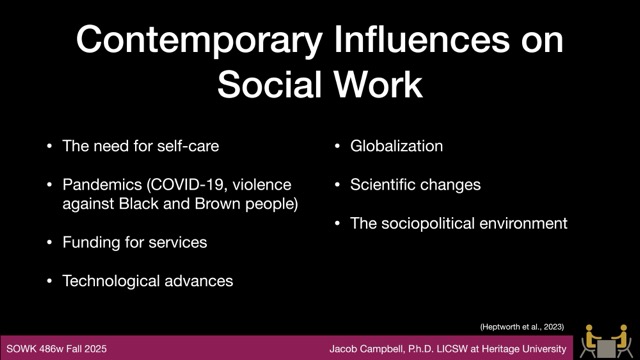 Contemporary Influences on
Social Work
• The need for self-care
• Pandemics (COVID-19, violence
against Black and Brown people)
• Funding for services
• Technological advances
• Globalization
• Scientific changes
• The sociopolitical environment
(Heptworth et al., 2023)
SOWK 486w Fall 2025
Jacob Campbell, Ph.D. LICSW at Heritage University